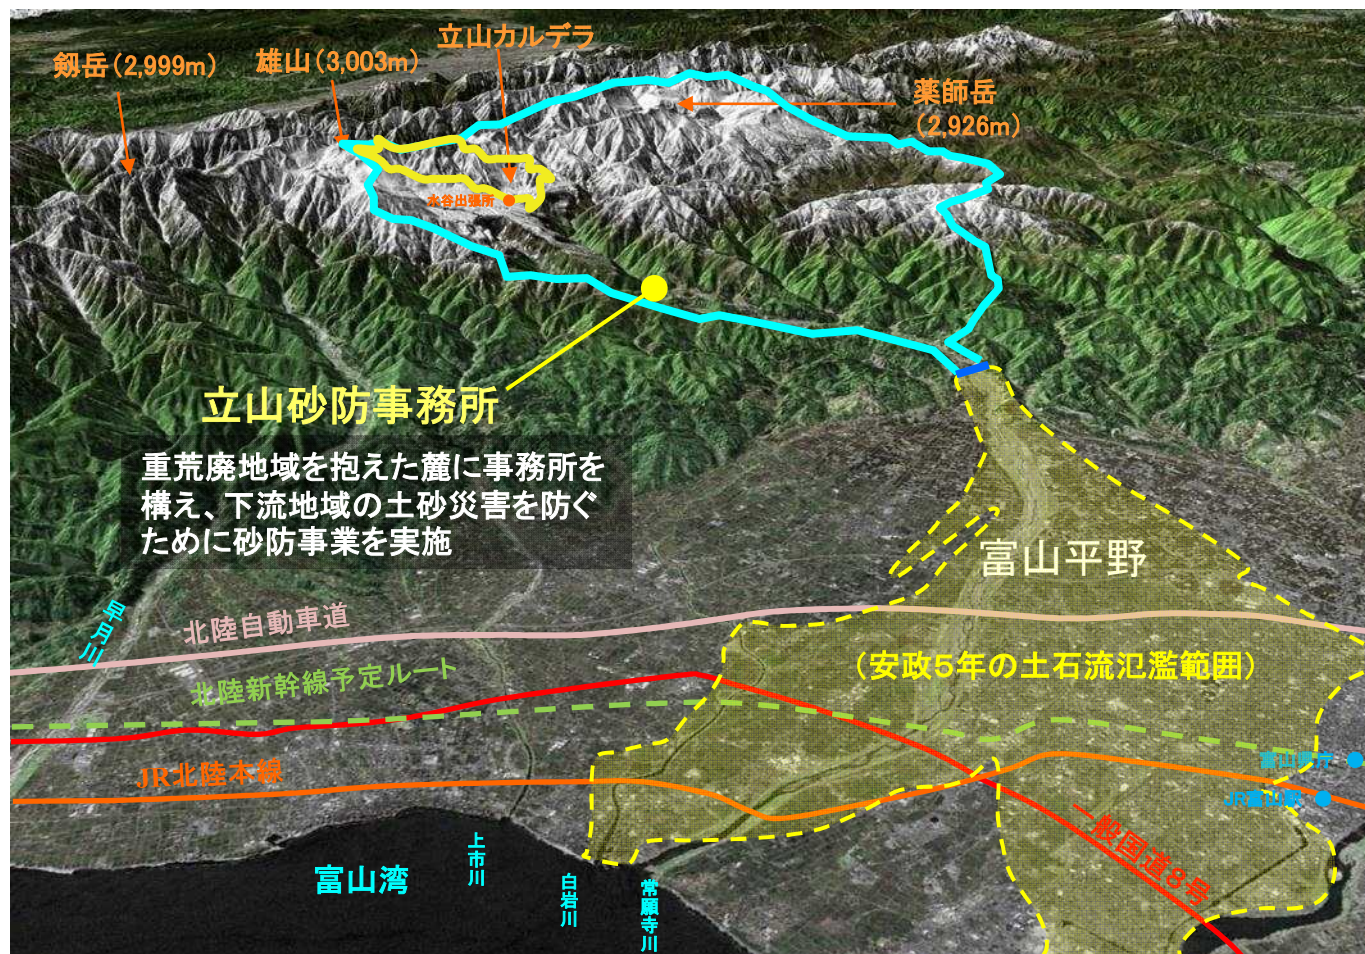 立山カルデラ
剱岳(2,999m)
雄山(3,003m)
薬師岳
(2,926m)
水谷出張所
立山砂防事務所
重荒廃地域を抱えた麓に事務所を
構え、下流地域の土砂災害を防ぐ
ために砂防事業を実施
富山平野
早月川
北陸自動車道
(安政5年の土石流氾濫範囲)
北陸新幹線予定ルート
富山県庁
JR北陸本線
JR富山駅
一般国道8号
富山湾
上市川
白岩川
常願寺川